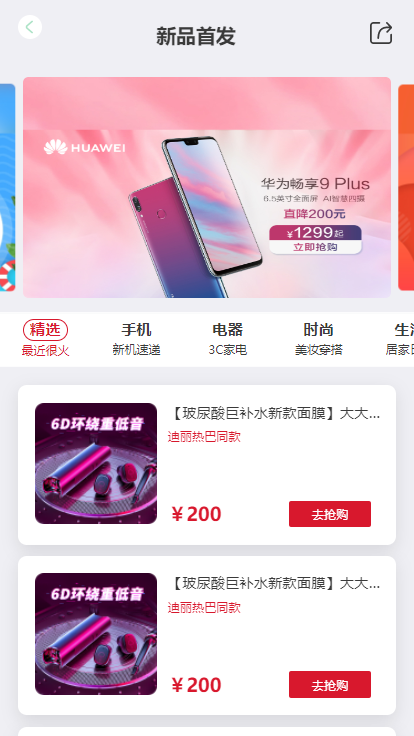 新品首发
HUAWEI
华为畅享9 Plus
6.5英寸全面屏 AI智慧四摄
直降200元
¥1299起
立即抢购
精选
手机
电器
时尚
生活
最近很火
新机速递
3C家电
美妆穿搭
居家
6D环绕重低音
【玻尿酸巨补水新款面膜】大大...
迪丽热巴同款
￥200
去抢购
6D环绕重低音
【玻尿酸巨补水新款面膜】大大...
迪丽热巴同款
￥200
去抢购